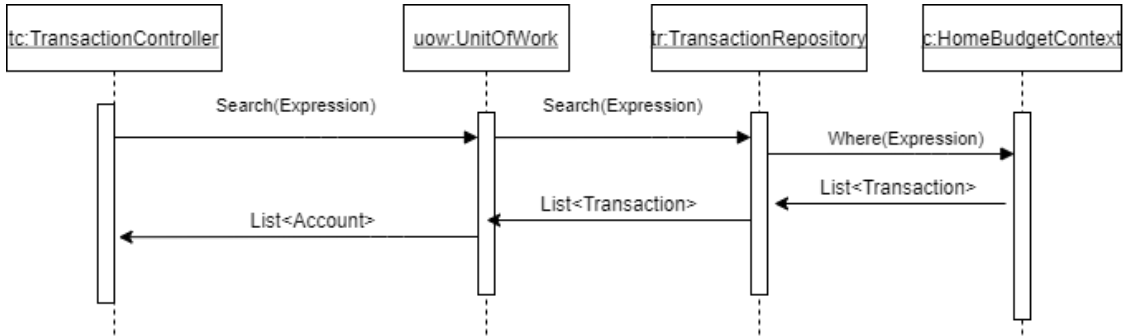 tc:TransactionController
uow:UnitOfWork
tr:TransactionRepository
c:HomeBudgetContext
Search(Expression)
Search(Expression)
Where(Expression)
List<Transaction>
List<Transaction>
List<Account>